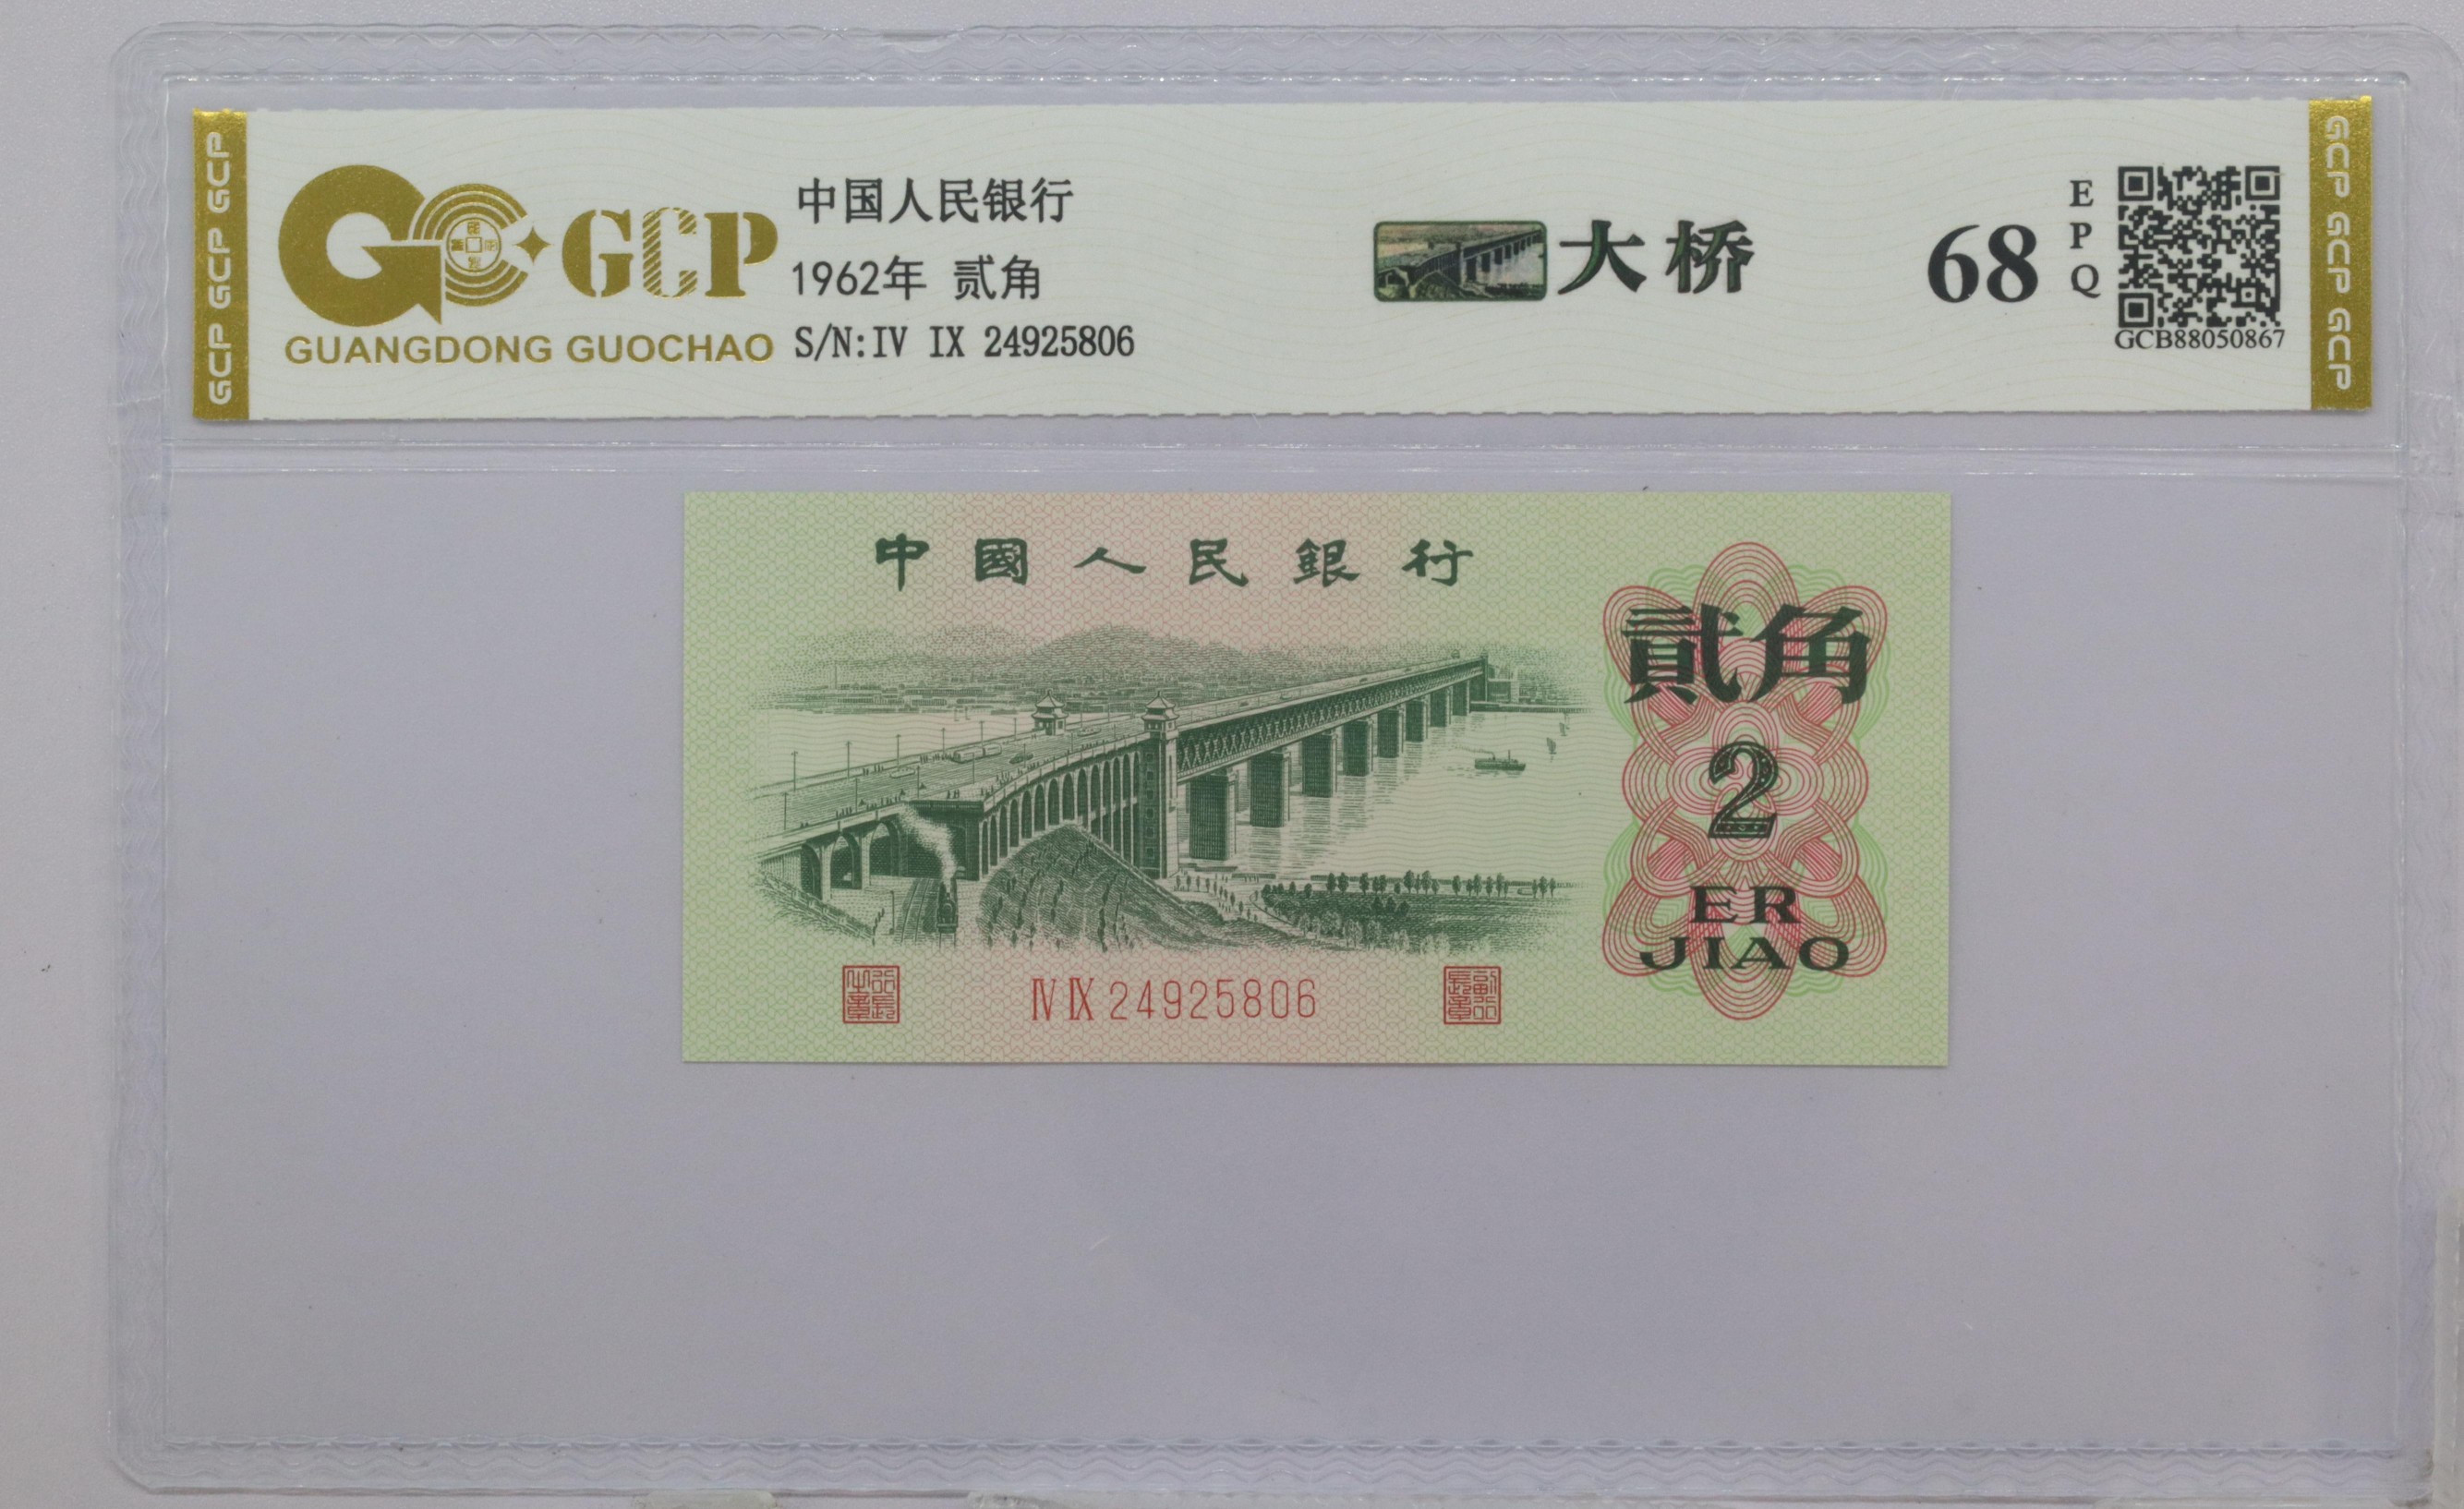 GCP GCP GCP
GCP
GUANGDONG GUOCHAO
中国人民银行
1962年 贰角
S/N:IV IX 24925806
大桥
68
EPQ
GCB88050867
GCP GCP GCP
中國人民銀行
貳角
2
ER
JIAO
IV IX 24925806